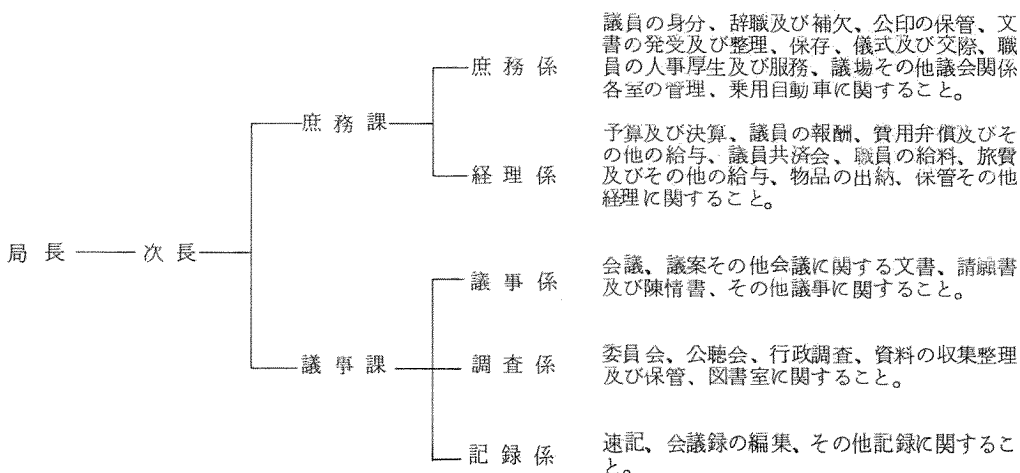 局長
次長
庶務課
庶務係
議員の身分、辞職及び補欠、公印の保管、文
書の発受及び整理、保存、儀式及び交際、職
員の人事厚生及び服務、議場その他議会関係
各室の管理、乗用自動車に関すること。
経理係
予算及び決算、議員の報酬、費用弁償及びそ
の他の給与、議員共済会、職員の給料、旅費
及びその他の給与、物品の出納、保管その他
経理に関すること。
議事課
議事係
会議、議案その他会議に関する文書、請願書
及び陳情書、その他議事に関すること。
調査係
委員会、公聴会、行政調査、資料の収集整理
及び保管、図書室に関すること。
記録係
速記、会議録の編集、その他記録に関するこ
と。